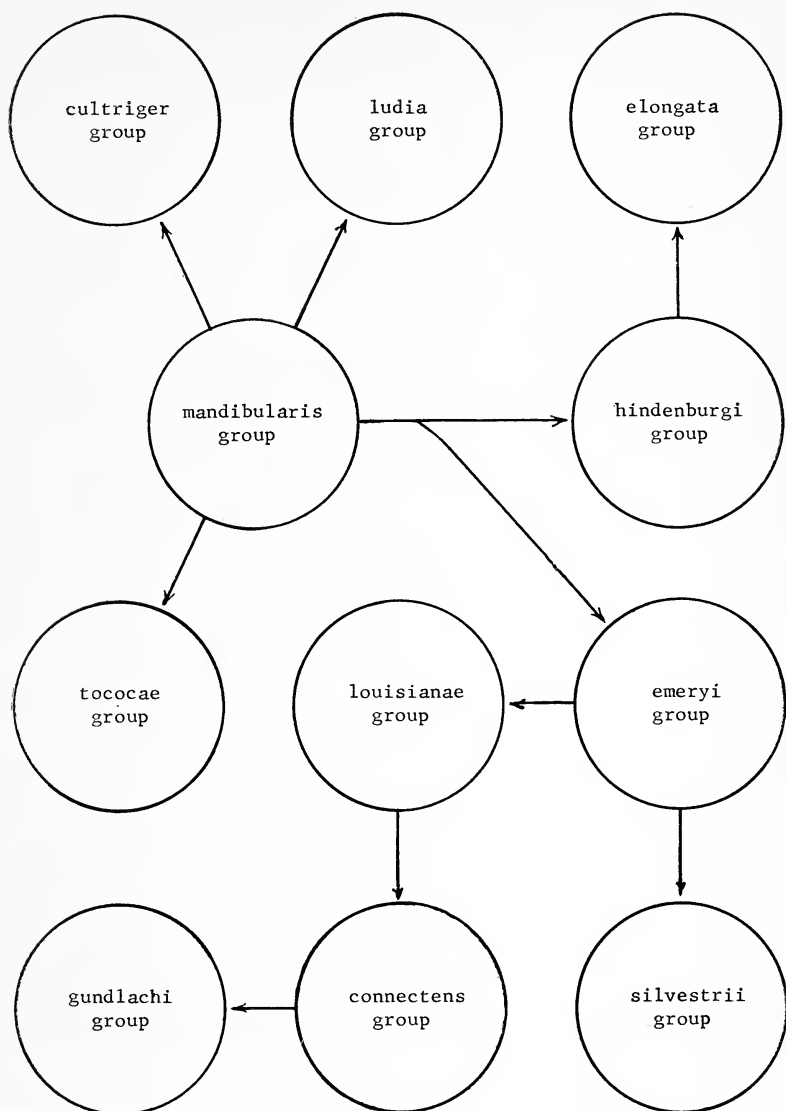 cultriger
group
ludia
group
elongata
group
mandibularis
group
hindenburgi
group
tococae
group
louisianae
group
emeryi
group
gundlachi
group
connectens
group
silvestrii
group